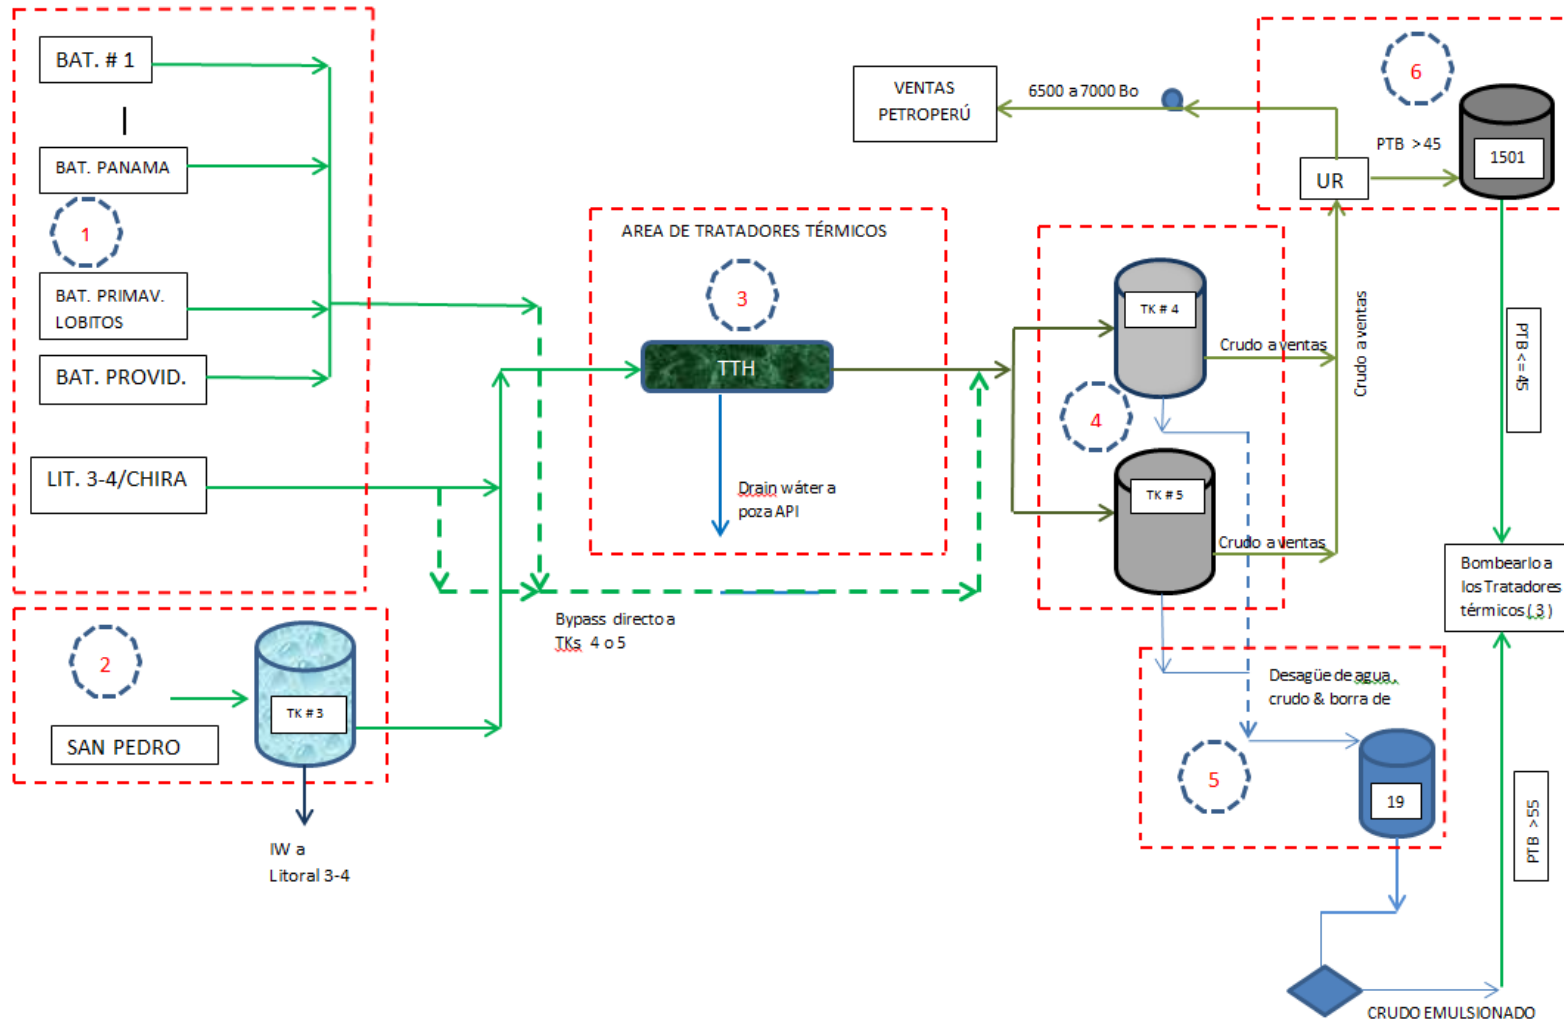 BAT. # 1
BAT. PANAMA
1
BAT. PRIMAV.
LOBITOS
BAT. PROVID.
LIT. 3-4/CHIRA
2
SAN PEDRO
TK # 3
IW a
Litoral 3-4
AREA DE TRATADORES TÉRMICOS
3
TTH
Drain wáter a
poza API
Bypass directo a
TKs 4 o 5
VENTAS
PETROPERÚ
6500 a 7000 Bo
6
PTB >45
1501
UR
TK # 4
Crudo a ventas
Crudo a ventas
4
TK # 5
Crudo a ventas
PTB <= 45
Bombearlo a
los Tratadores
térmicos ( 3 )
Desagüe de agua,
crudo & borra de
5
19
PTB >55
CRUDO EMULSIONADO